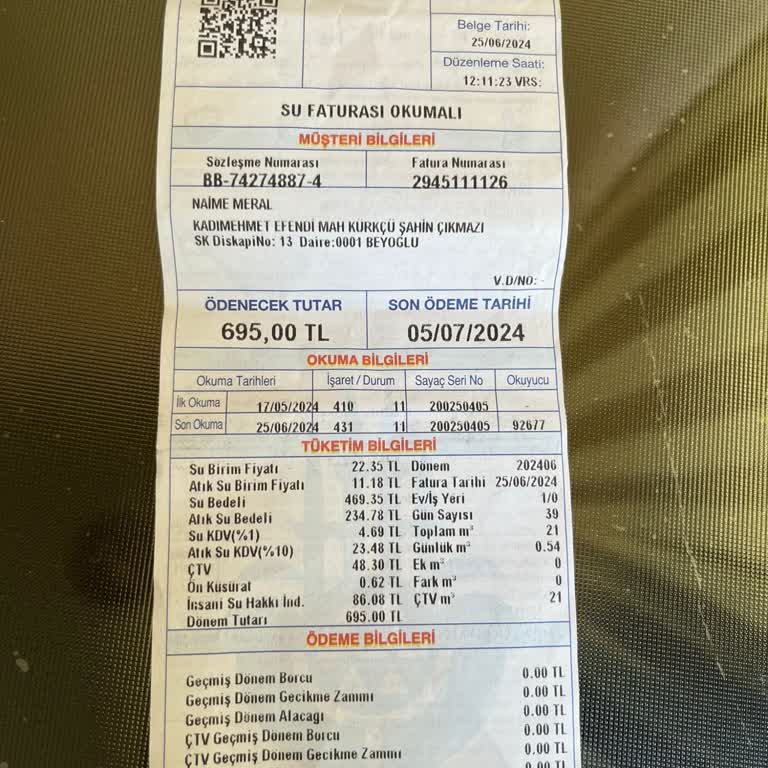 Belge Tarihi:
25/06/2024
Düzenleme Saati:
12:11:23 VRS:
SU FATURASI OKUMALI
MÜŞTERİ BİLGİLERİ
Sözleşme Numarası Fatura Numarası
BB-74274887-4 2945111126
NAİME MERAL
KADIMEHMET EFENDİ MAH KÜRKÇÜ ŞAHİN ÇIKMAZI
SK DiskapiNo: 13 Daire:0001 BEYOĞLU
V.D/NO: -
ÖDENECEK TUTAR SON ÖDEME TARİHİ
695,00 TL 05/07/2024
OKUMA BİLGİLERİ
Okuma Tarihleri İşaret / Durum Sayaç Seri No Okuyucu
İlk Okuma 17/05/2024 410 11 200250405 -
Son Okuma 25/06/2024 431 11 200250405 92677
TÜKETİM BİLGİLERİ
Su Birim Fiyatı 22.35 TL Dönem 202406
Atık Su Birim Fiyatı 11.18 TL Fatura Tarihi 25/06/2024
Su Bedeli 469.35 TL Ev/İş Yeri 1/0
Atık Su Bedeli 234.78 TL Gün Sayısı 39
Su KDV(%1) 4.69 TL Toplam m³ 21
Atık Su KDV(%10) 23.48 TL Günlük m³ 0.54
ÇTV 48.30 TL Ek m³ 0
Ön Küsurat 0.62 TL Fark m³ 0
İnsani Su Hakkı İnd. 86.08 TL ÇTV m³ 21
Dönem Tutarı 695.00 TL
ÖDEME BİLGİLERİ
Geçmiş Dönem Borcu 0.00 TL
Geçmiş Dönem Gecikme Zammı 0.00 TL
Geçmiş Dönem Alacağı 0.00 TL
ÇTV Geçmiş Dönem Borcu 0.00 TL
ÇTV Geçmiş Dönem Gecikme Zammı 0.00 TL